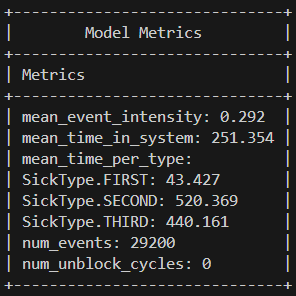 Model Metrics
Metrics
mean_event_intensity: 0.292
mean_time_in_system: 251.354
mean_time_per_type:
SickType.FIRST: 43.427
SickType.SECOND: 520.369
SickType.THIRD: 440.161
num_events: 29200
num_unblock_cycles: 0